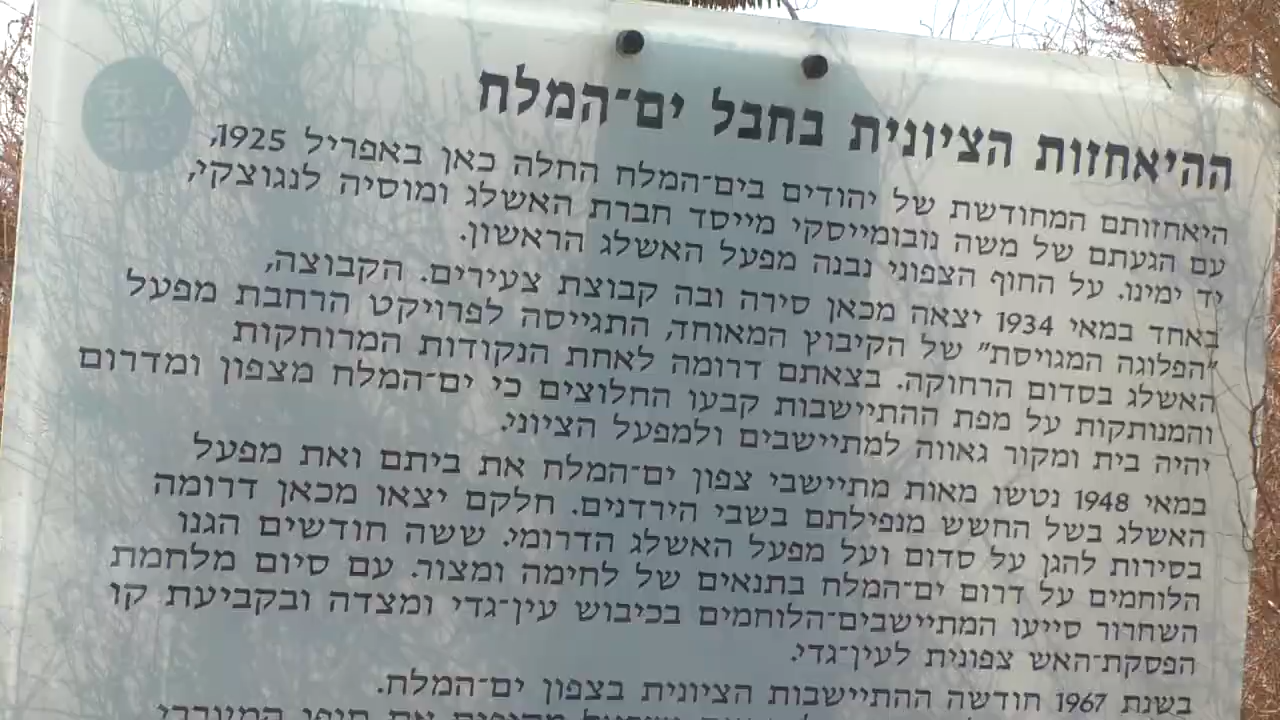 ההיאחזות הציונית בחבל ים־המלח
היאחזותם המחודשת של יהודים בים־המלח החלה כאן באפריל 1925,
עם הגעתם של משה נובומייסקי מייסד חברת האשלג ומוסיה לנגוצקי,
יד ימינו. על החוף הצפוני נבנה מפעל האשלג הראשון.
באחד במאי 1934 יצאה מכאן סירה ובה קבוצת צעירים. הקבוצה,
"הפלוגה המגויסת" של הקיבוץ המאוחד, התגייסה לפרויקט הרחבת מפעל
האשלג בסדום הרחוקה. בצאתם דרומה לאחת הנקודות המרוחקות
והמנותקות על מפת ההתיישבות קבעו החלוצים כי ים־המלח מצפון ומדרום
יהיה בית ומקור גאווה למתיישבים ולמפעל הציוני.
במאי 1948 נטשו מאות מתיישבי צפון ים־המלח את ביתם ואת מפעל
האשלג בשל החשש מנפילתם בשבי הירדנים. חלקם יצאו מכאן דרומה
בסירות להגן על סדום ועל מפעל האשלג הדרומי. ששה חודשים הגנו
הלוחמים על דרום ים־המלח בתנאים של לחימה ומצור. עם סיום מלחמת
השחרור סייעו המתיישבים־הלוחמים בכיבוש עין־גדי ומצדה ובקביעת קו
הפסקת־האש צפונית לעין־גדי.
בשנת 1967 חודשה ההתיישבות הציונית בצפון ים־המלח.